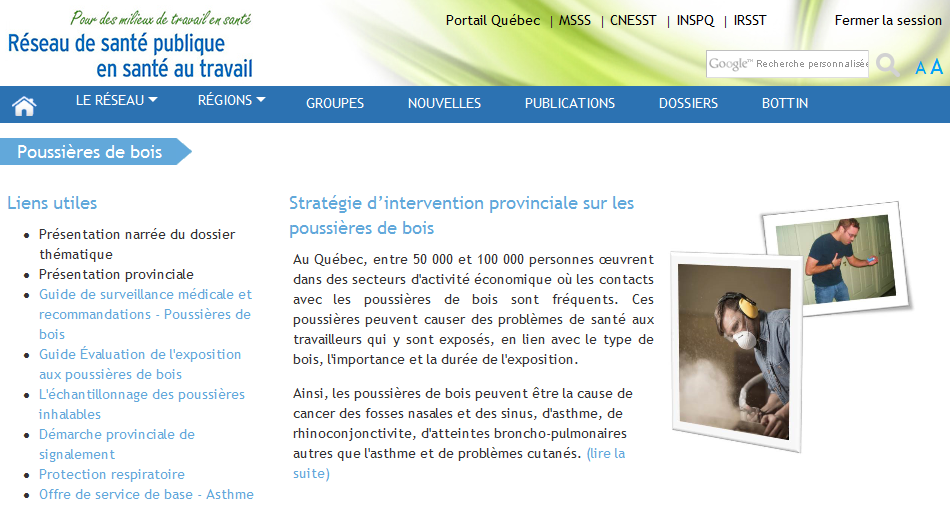 Pour des milieux de travail en santé
Réseau de santé publique
en santé au travail
Portail Québec | MSSS | CNESST | INSPQ | IRSST
Fermer la session
Google™ Recherche personnalisée
A A
LE RÉSEAU
RÉGIONS
GROUPES
NOUVELLES
PUBLICATIONS
DOSSIERS
BOTTIN
Poussières de bois
Liens utiles
• Présentation narrée du dossier
thématique
• Présentation provinciale
• Guide de surveillance médicale et
recommandations - Poussières de
bois
• Guide Évaluation de l'exposition
aux poussières de bois
• L'échantillonnage des poussières
inhalables
• Démarche provinciale de
signalement
• Protection respiratoire
• Offre de service de base - Asthme
Stratégie d’intervention provinciale sur les
poussières de bois
Au Québec, entre 50 000 et 100 000 personnes œuvrent
dans des secteurs d'activité économique où les contacts
avec les poussières de bois sont fréquents. Ces
poussières peuvent causer des problèmes de santé aux
travailleurs qui y sont exposés, en lien avec le type de
bois, l'importance et la durée de l'exposition.
Ainsi, les poussières de bois peuvent être la cause de
cancer des fosses nasales et des sinus, d'asthme, de
rhinoconjonctivite, d'atteintes broncho-pulmonaires
autres que l'asthme et de problèmes cutanés. (lire la
suite)